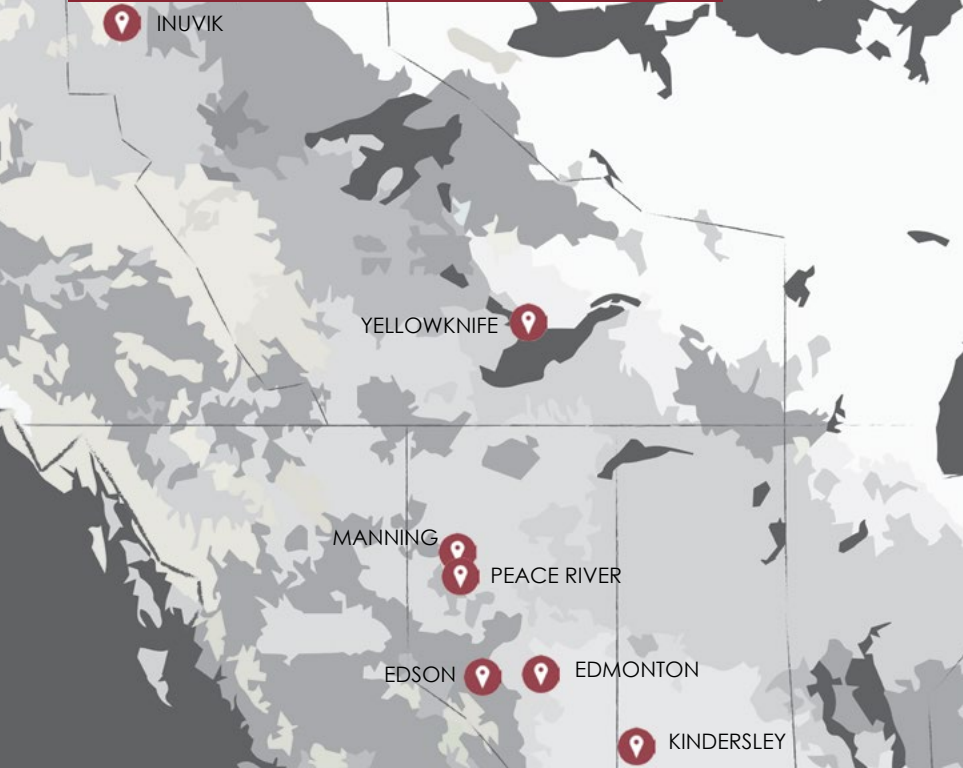 INUVIK
YELLOWKNIFE
MANNING
PEACE RIVER
EDSON
EDMONTON
KINDERSLEY